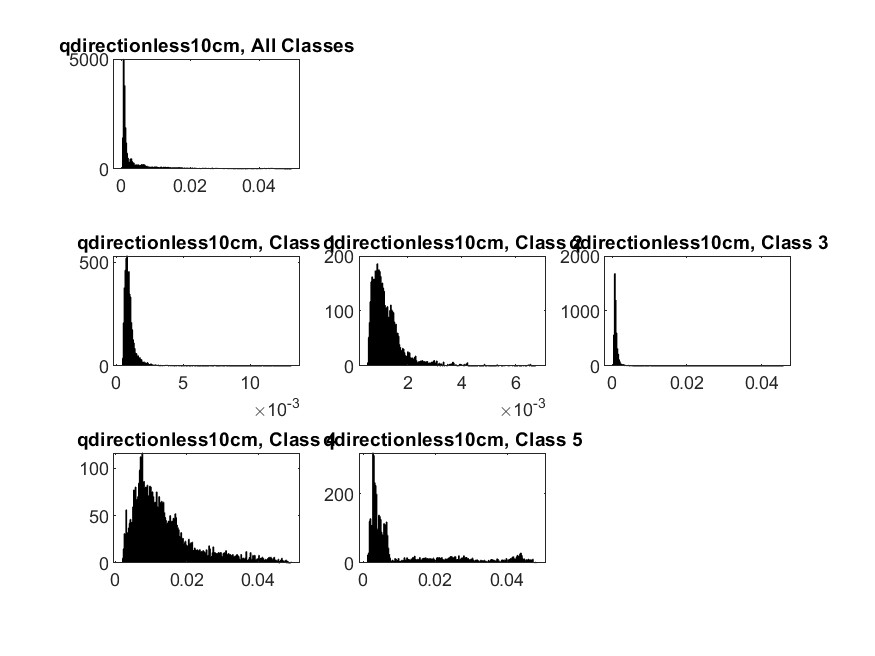 qdirectionless10cm, All Classes
5000
0
0 0.02 0.04
qdirectionless10cm, Class 1
500
0
0 5 10
×10-3
qdirectionless10cm, Class 2
200
100
0
2 4 6
×10-3
qdirectionless10cm, Class 3
2000
1000
0
0 0.02 0.04
qdirectionless10cm, Class 4
100
50
0
0 0.02 0.04
qdirectionless10cm, Class 5
200
0
0 0.02 0.04